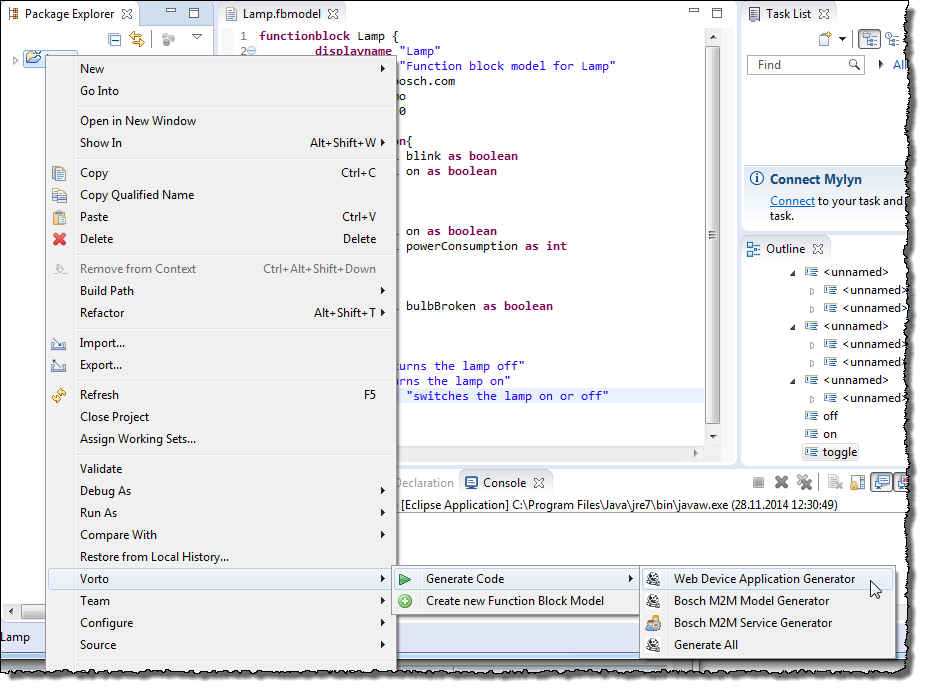 Package Explorer
Lamp.fbmodel
Task List
1 functionblock Lamp {
2 displayname "Lamp"
"Function block model for Lamp"
osch.com
mo
0
on{
blink as boolean
on as boolean
on as boolean
powerConsumption as int
bulbBroken as boolean
urns the lamp off"
urns the lamp on"
"switches the lamp on or off"
New
Go Into
Open in New Window
Show In Alt+Shift+W
Copy Ctrl+C
Copy Qualified Name
Paste Ctrl+V
Delete Delete
Remove from Context Ctrl+Alt+Shift+Down
Build Path
Refactor Alt+Shift+T
Import...
Export...
Refresh F5
Close Project
Assign Working Sets...
Validate
Debug As
Run As
Compare With
Restore from Local History...
Vorto
Team
Configure
Source
Generate Code
Create new Function Block Model
Web Device Application Generator
Bosch M2M Model Generator
Bosch M2M Service Generator
Generate All
Find
All
Connect Mylyn
Connect to your task and
task.
Outline
<unnamed>
<unnamed>
<unnamed>
<unnamed>
<unnamed>
<unnamed>
<unnamed>
<unnamed>
off
on
toggle
Declaration
Console
[Eclipse Application] C:\Program Files\Java\jre7\bin\javaw.exe (28.11.2014 12:30:49)
Lamp